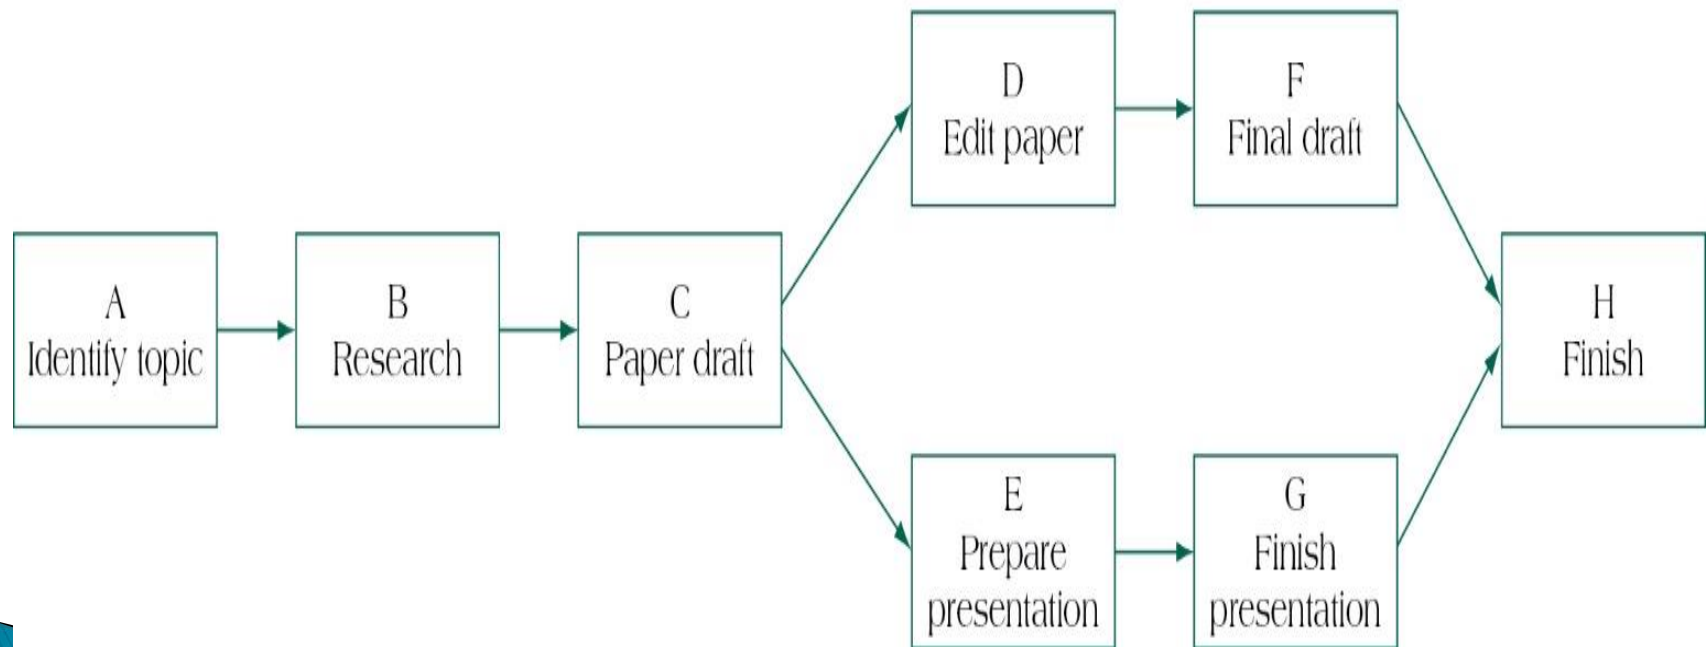 A
Identify topic
B
Research
C
Paper draft
D
Edit paper
F
Final draft
E
Prepare
presentation
G
Finish
presentation
H
Finish